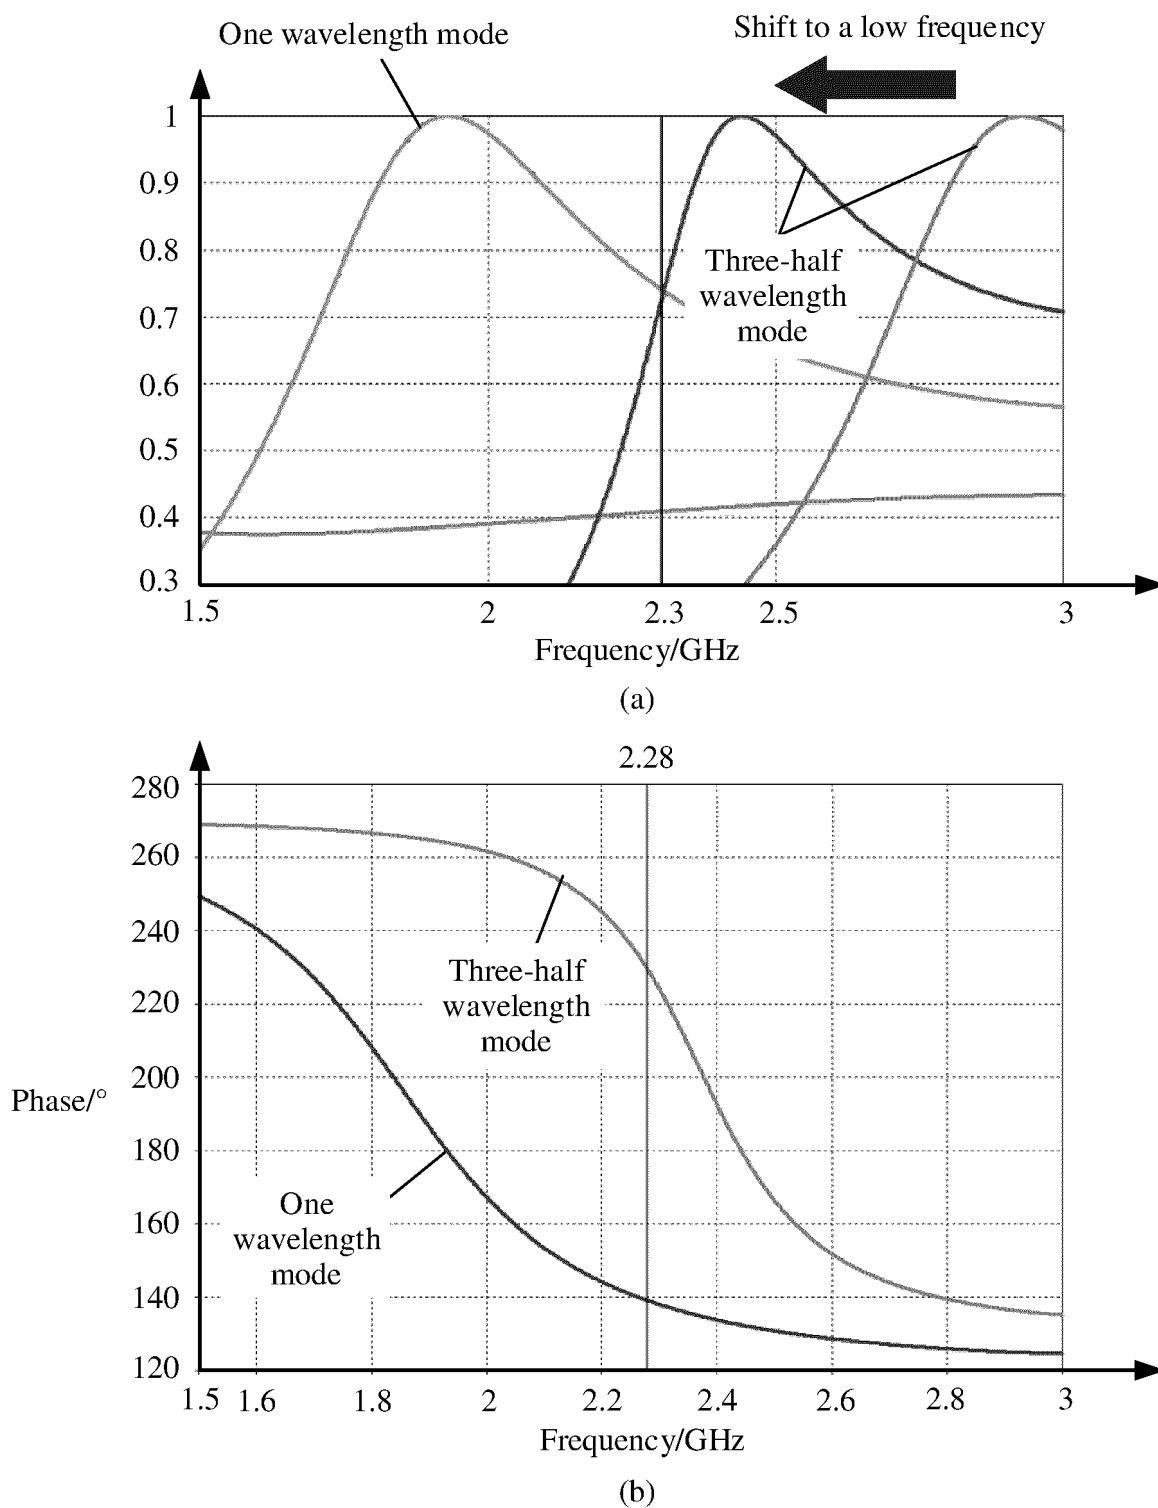 One wavelength mode
Shift to a low frequency
1
0.9
0.8
0.7
0.6
0.5
0.4
0.3
Three-half
wavelength
mode
1.5 2 2.3 2.5 3
Frequency/GHz
(a)
2.28
280
260
240
220
200
180
160
140
120
Three-half
wavelength
mode
Phase/°
One
wavelength
mode
1.5 1.6 1.8 2 2.2 2.4 2.6 2.8 3
Frequency/GHz
(b)